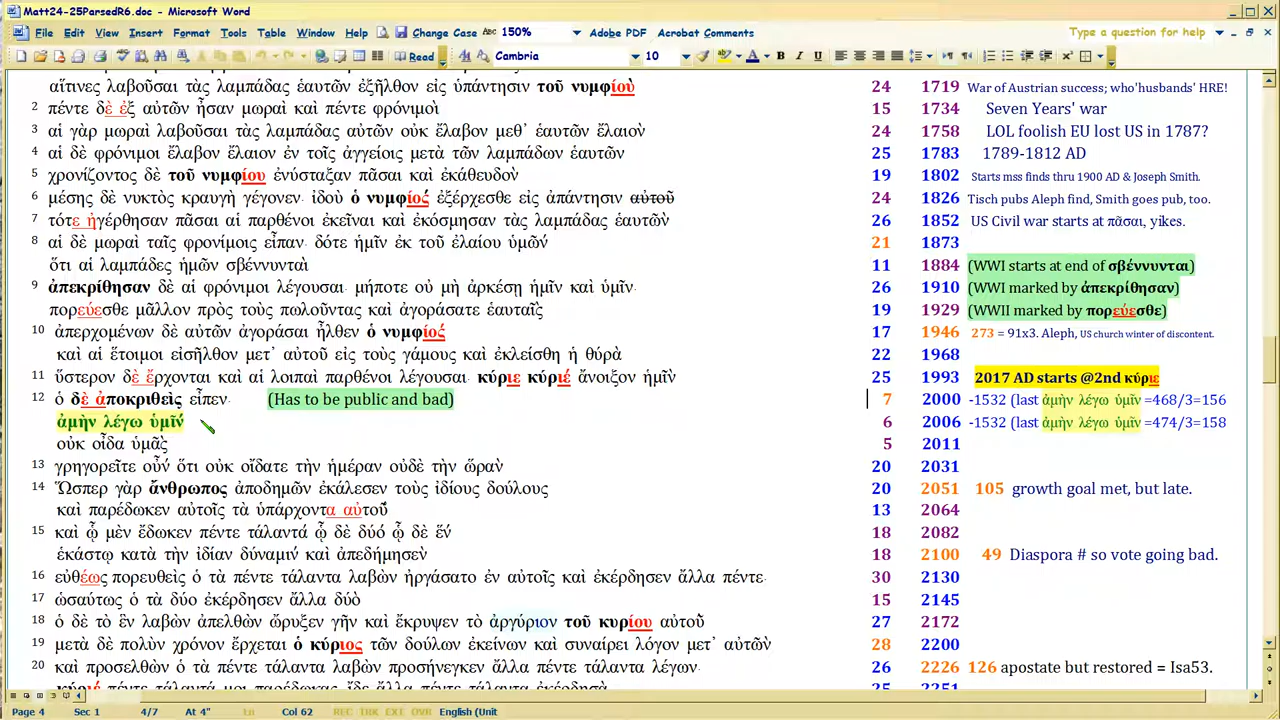 Matt24-25ParsedR6.doc - Microsoft Word
File Edit View Insert Format Tools Table Window Help Change Case 150% Adobe PDF Acrobat Comments Type a question for help
Read Cambria 10
αἵτινες λαβοῦσαι τὰς λαμπάδας ἑαυτῶν ἐξῆλθον εἰς ὑπάντησιν τοῦ νυμφίου 24 1719 War of Austrian success; who'husbands' HRE!
2 πέντε δὲ ἐξ αὐτῶν ἦσαν μωραὶ καὶ πέντε φρόνιμοι 15 1734 Seven Years' war
3 αἱ γὰρ μωραὶ λαβοῦσαι τὰς λαμπάδας αὐτῶν οὐκ ἔλαβον μεθ᾽ ἑαυτῶν ἔλαιον 24 1758 LOL foolish EU lost US in 1787?
4 αἱ δὲ φρόνιμοι ἔλαβον ἔλαιον ἐν τοῖς ἀγγείοις μετὰ τῶν λαμπάδων ἑαυτῶν 25 1783 1789-1812 AD
5 χρονίζοντος δὲ τοῦ νυμφίου ἐνύσταξαν πᾶσαι καὶ ἐκάθευδον 19 1802 Starts mss finds thru 1900 AD & Joseph Smith.
6 μέσης δὲ νυκτὸς κραυγὴ γέγονεν· ἰδοὺ ὁ νυμφίος ἐξέρχεσθε εἰς ἀπάντησιν αὐτοῦ 24 1826 Tisch pubs Aleph find, Smith goes pub, too.
7 τότε ἠγέρθησαν πᾶσαι αἱ παρθένοι ἐκεῖναι καὶ ἐκόσμησαν τὰς λαμπάδας ἑαυτῶν 26 1852 US Civil war starts at πᾶσαι, yikes.
8 αἱ δὲ μωραὶ ταῖς φρονίμοις εἶπαν· δότε ἡμῖν ἐκ τοῦ ἐλαίου ὑμῶν 21 1873
ὅτι αἱ λαμπάδες ἡμῶν σβέννυνται 11 1884 (WWI starts at end of σβέννυνται)
9 ἀπεκρίθησαν δὲ αἱ φρόνιμοι λέγουσαι· μήποτε οὐ μὴ ἀρκέσῃ ἡμῖν καὶ ὑμῖν· 26 1910 (WWI marked by ἀπεκρίθησαν)
πορεύεσθε μᾶλλον πρὸς τοὺς πωλοῦντας καὶ ἀγοράσατε ἑαυταῖς 19 1929 (WWII marked by πορεύεσθε)
10 ἀπερχομένων δὲ αὐτῶν ἀγοράσαι ἦλθεν ὁ νυμφίος 17 1946 273 = 91x3. Aleph, US church winter of discontent.
καὶ αἱ ἕτοιμοι εἰσῆλθον μετ᾽ αὐτοῦ εἰς τοὺς γάμους καὶ ἐκλείσθη ἡ θύρα 22 1968
11 ὕστερον δὲ ἔρχονται καὶ αἱ λοιπαὶ παρθένοι λέγουσαι· κύριε κύριε ἄνοιξον ἡμῖν 25 1993 2017 AD starts @2nd κύριε
12 ὁ δὲ ἀποκριθεὶς εἶπεν· (Has to be public and bad) 7 2000 -1532 (last ἀμὴν λέγω ὑμῖν =468/3=156
ἀμὴν λέγω ὑμῖν 6 2006 -1532 (last ἀμὴν λέγω ὑμῖν =474/3=158
οὐκ οἶδα ὑμᾶς 5 2011
13 γρηγορεῖτε οὖν ὅτι οὐκ οἴδατε τὴν ἡμέραν οὐδὲ τὴν ὥραν 20 2031
14 Ὥσπερ γὰρ ἄνθρωπος ἀποδημῶν ἐκάλεσεν τοὺς ἰδίους δούλους 20 2051 105 growth goal met, but late.
καὶ παρέδωκεν αὐτοῖς τὰ ὑπάρχοντα αὐτοῦ 13 2064
15 καὶ ᾧ μὲν ἔδωκεν πέντε τάλαντα ᾧ δὲ δύο ᾧ δὲ ἕν 18 2082
ἑκάστῳ κατὰ τὴν ἰδίαν δύναμιν καὶ ἀπεδήμησεν 18 2100 49 Diaspora # so vote going bad.
16 εὐθέως πορευθεὶς ὁ τὰ πέντε τάλαντα λαβὼν ἠργάσατο ἐν αὐτοῖς καὶ ἐκέρδησεν ἄλλα πέντε· 30 2130
17 ὡσαύτως ὁ τὰ δύο ἐκέρδησεν ἄλλα δύο 15 2145
18 ὁ δὲ τὸ ἓν λαβὼν ἀπελθὼν ὤρυξεν γῆν καὶ ἔκρυψεν τὸ ἀργύριον τοῦ κυρίου αὐτοῦ 27 2172
19 μετὰ δὲ πολὺν χρόνον ἔρχεται ὁ κύριος τῶν δούλων ἐκείνων καὶ συναίρει λόγον μετ᾽ αὐτῶν 28 2200
20 καὶ προσελθὼν ὁ τὰ πέντε τάλαντα λαβὼν προσήνεγκεν ἄλλα πέντε τάλαντα λέγων· 26 2226 126 apostate but restored = Isa53.
κύριε πέντε τάλαντά μοι παρέδωκας ἴδε ἄλλα πέντε τάλαντα ἐκέρδησα 25 2251
Page 4 Sec 1 4/7 At 4" Ln Col 62 REC TRK EXT OVR English (Unit